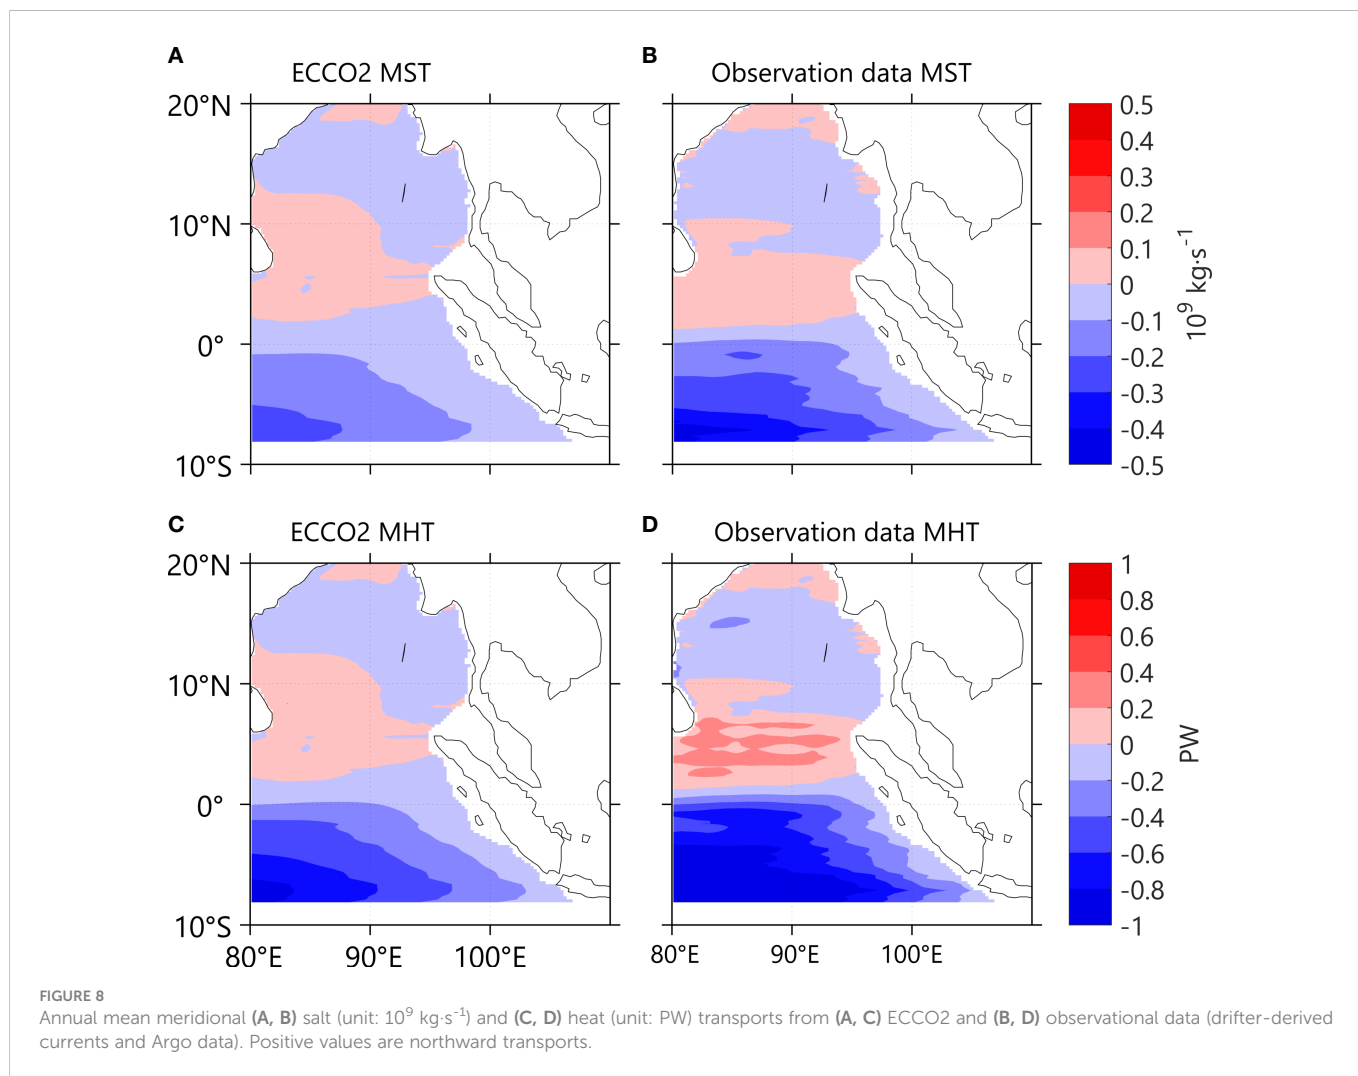 A
B
ECCO2 MST
Observation data MST
20°N
10°N
0°
10°S
0.5
0.4
0.3
0.2
0.1
0
-0.1
-0.2
-0.3
-0.4
-0.5
10⁹ kg·s⁻¹
C
D
ECCO2 MHT
Observation data MHT
20°N
10°N
0°
10°S
80°E 90°E 100°E
80°E 90°E 100°E
1
0.8
0.6
0.4
0.2
0
-0.2
-0.4
-0.6
-0.8
-1
PW
FIGURE 8
Annual mean meridional (A, B) salt (unit: 10⁹ kg·s⁻¹) and (C, D) heat (unit: PW) transports from (A, C) ECCO2 and (B, D) observational data (drifter-derived
currents and Argo data). Positive values are northward transports.